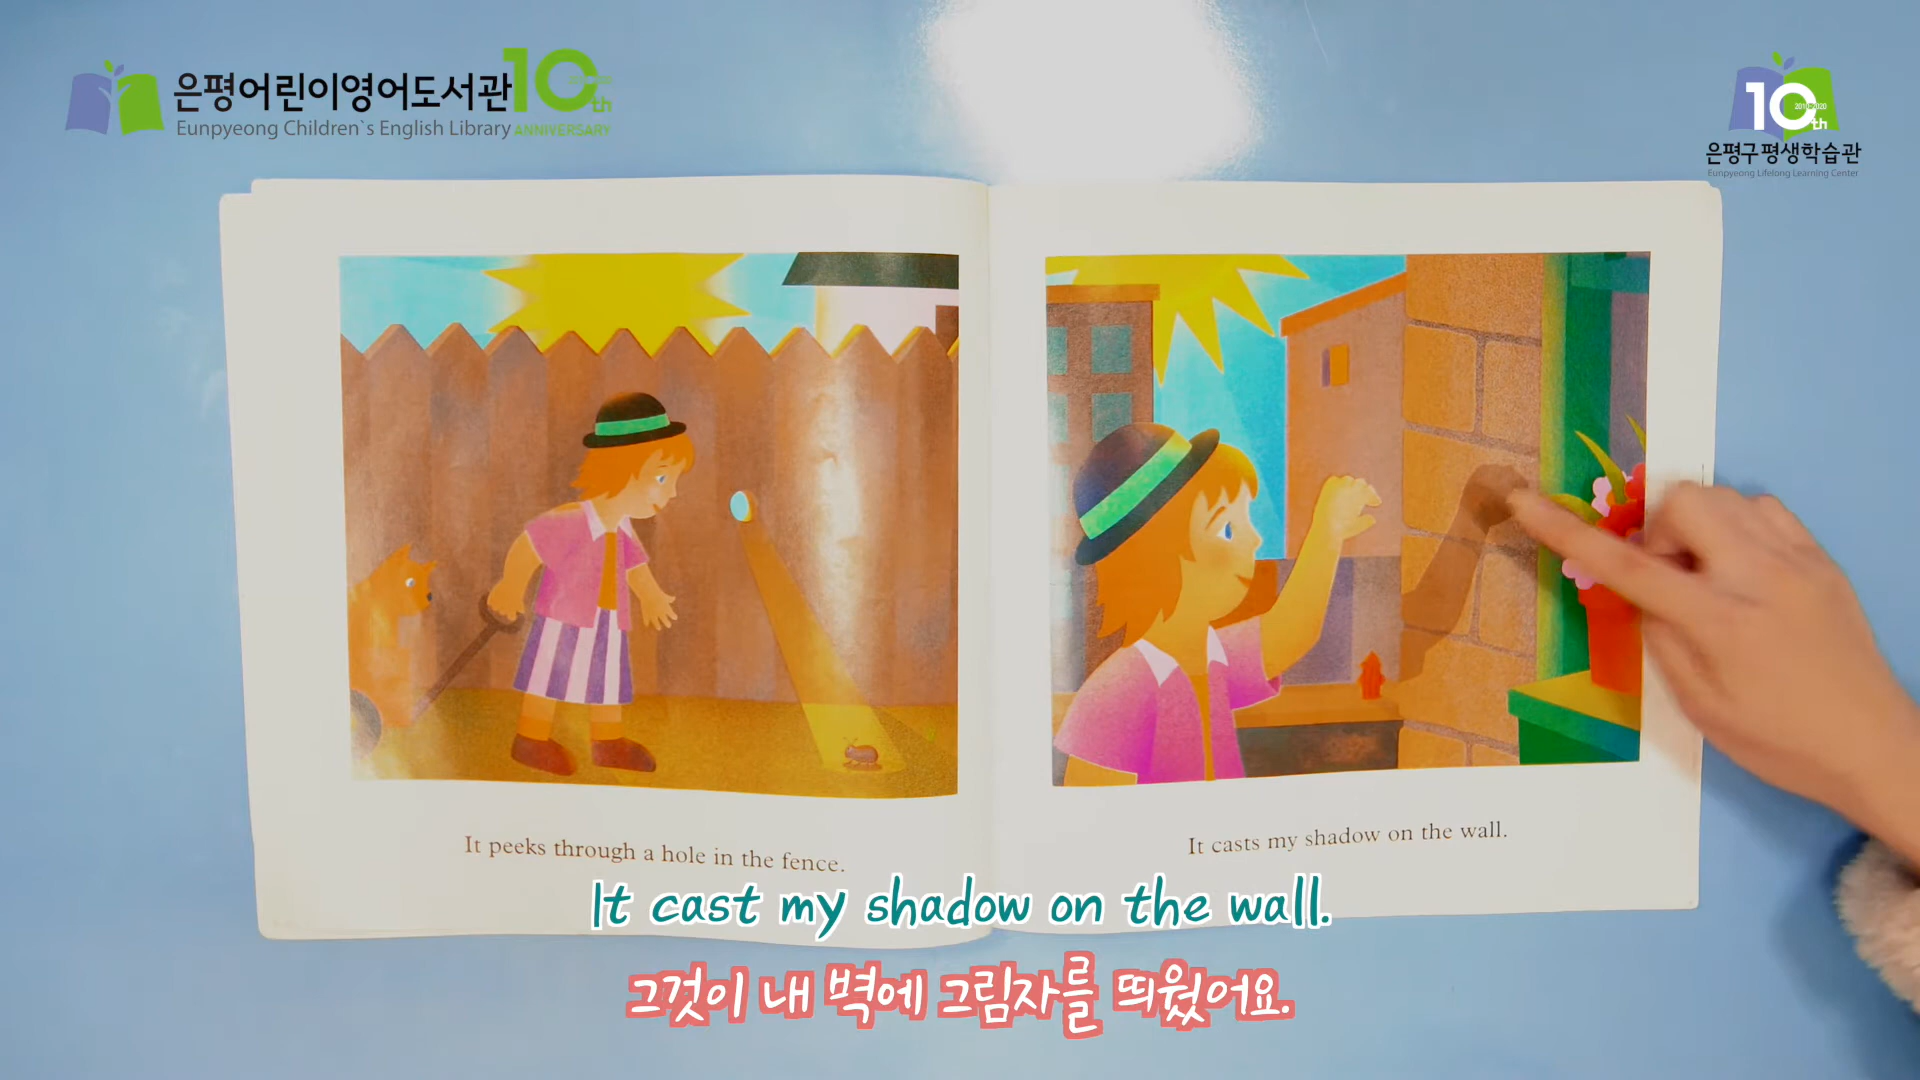 은평어린이영어도서관 10th
Eunpyeong Children`s English Library ANNIVERSARY
10th
은평구평생학습관
Eunpyeong Lifelong Learning Center
It peeks through a hole in the fence.
It casts my shadow on the wall.
It cast my shadow on the wall.
그것이 내 벽에 그림자를 띄웠어요.